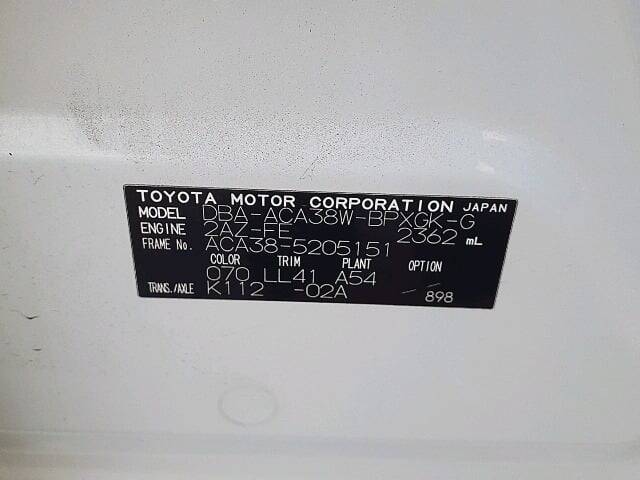 TOYOTA MOTOR CORPORATION JAPAN
MODEL DBA-ACA38W-BPXGK-G
ENGINE 2AZ-FE 2362 mL
FRAME No. ACA38-5205151
COLOR TRIM PLANT OPTION
070 LL41 A54
TRANS./AXLE K112 -02A 898